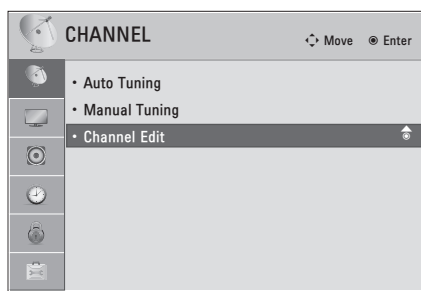 CHANNEL
Move Enter
• Auto Tuning
• Manual Tuning
• Channel Edit